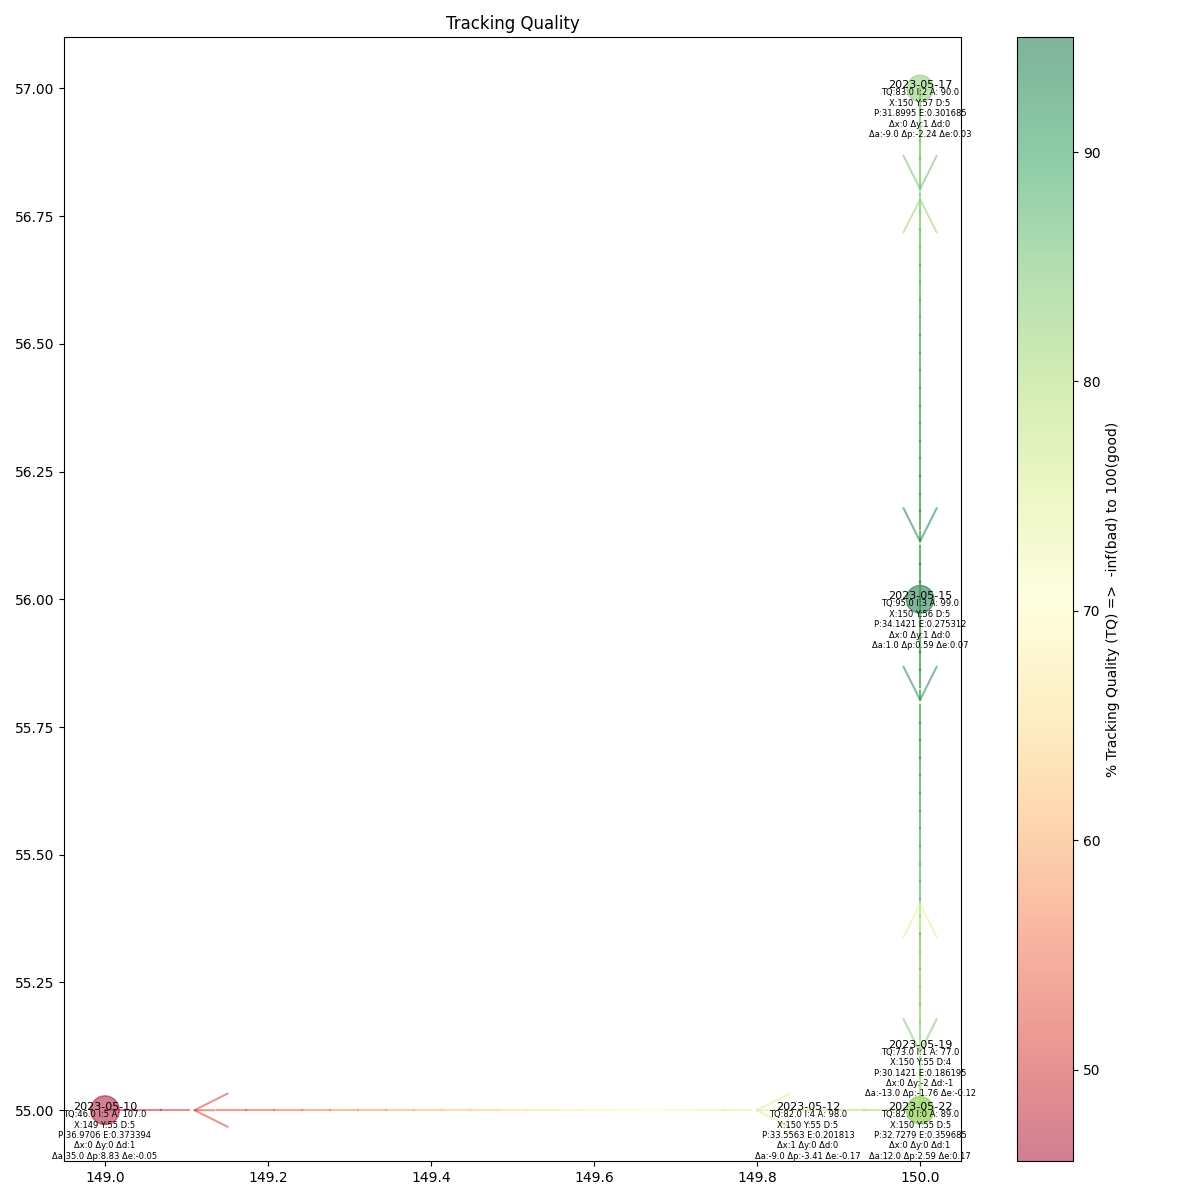 Tracking Quality
57.00
56.75
56.50
56.25
56.00
55.75
55.50
55.25
55.00
2023-05-17
TQ:83.0 I:2 A: 90.0
X:150 Y:57 D:5
P:31.8995 E:0.301685
Δx:0 Δy:1 Δd:0
Δa:-9.0 Δp:-2.24 Δe:0.03
2023-05-15
TQ:95.0 I:3 A: 99.0
X:150 Y:56 D:5
P:34.1421 E:0.275312
Δx:0 Δy:1 Δd:0
Δa:1.0 Δp:0.59 Δe:0.07
2023-05-19
TQ:73.0 I:1 A: 77.0
X:150 Y:55 D:4
P:30.1421 E:0.186195
Δx:0 Δy:-2 Δd:-1
Δa:-13.0 Δp:-1.76 Δe:-0.12
2023-05-10
TQ:46.0 I:5 A: 107.0
X:149 Y:55 D:5
P:36.9706 E:0.373394
Δx:0 Δy:0 Δd:1
Δa:35.0 Δp:8.83 Δe:-0.05
2023-05-12
TQ:82.0 I:4 A: 98.0
X:150 Y:55 D:5
P:33.5563 E:0.201813
Δx:1 Δy:0 Δd:0
Δa:-9.0 Δp:-3.41 Δe:-0.17
2023-05-22
TQ:82.0 I:0 A: 89.0
X:150 Y:55 D:5
P:32.7279 E:0.359685
Δx:0 Δy:0 Δd:1
Δa:12.0 Δp:2.59 Δe:0.17
149.0
149.2
149.4
149.6
149.8
150.0
90
80
70
60
50
% Tracking Quality (TQ) => -inf(bad) to 100(good)